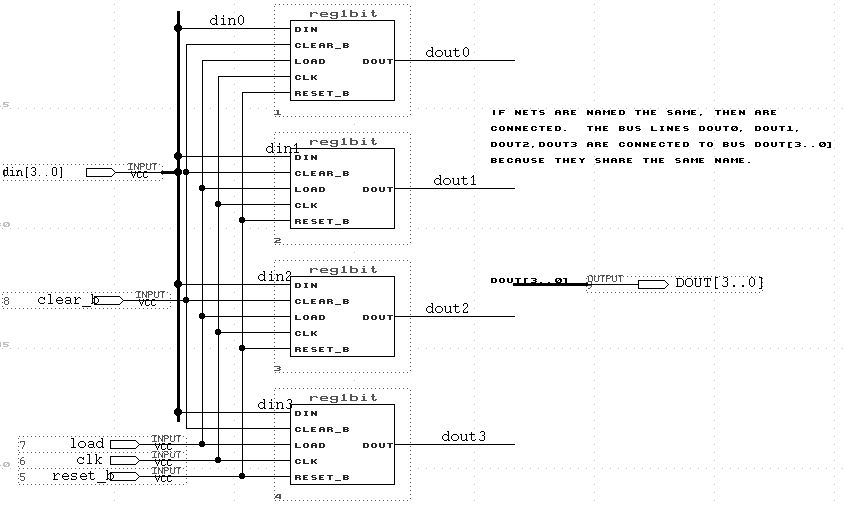 din0
reg1bit
DIN
CLEAR_B
LOAD DOUT
CLK
RESET_B
1
dout0
IF NETS ARE NAMED THE SAME, THEN ARE
CONNECTED. THE BUS LINES DOUT0, DOUT1,
DOUT2,DOUT3 ARE CONNECTED TO BUS DOUT[3..0]
BECAUSE THEY SHARE THE SAME NAME.
din[3..0]
INPUT
VCC
din1
reg1bit
DIN
CLEAR_B
LOAD DOUT
CLK
RESET_B
2
dout1
8
clear_b
INPUT
VCC
din2
reg1bit
DIN
CLEAR_B
LOAD DOUT
CLK
RESET_B
3
dout2
DOUT[3..0]
OUTPUT
9
DOUT[3..0]
din3
reg1bit
DIN
CLEAR_B
LOAD DOUT
CLK
RESET_B
4
dout3
7 load
INPUT
VCC
6 clk
INPUT
VCC
5 reset_b
INPUT
VCC